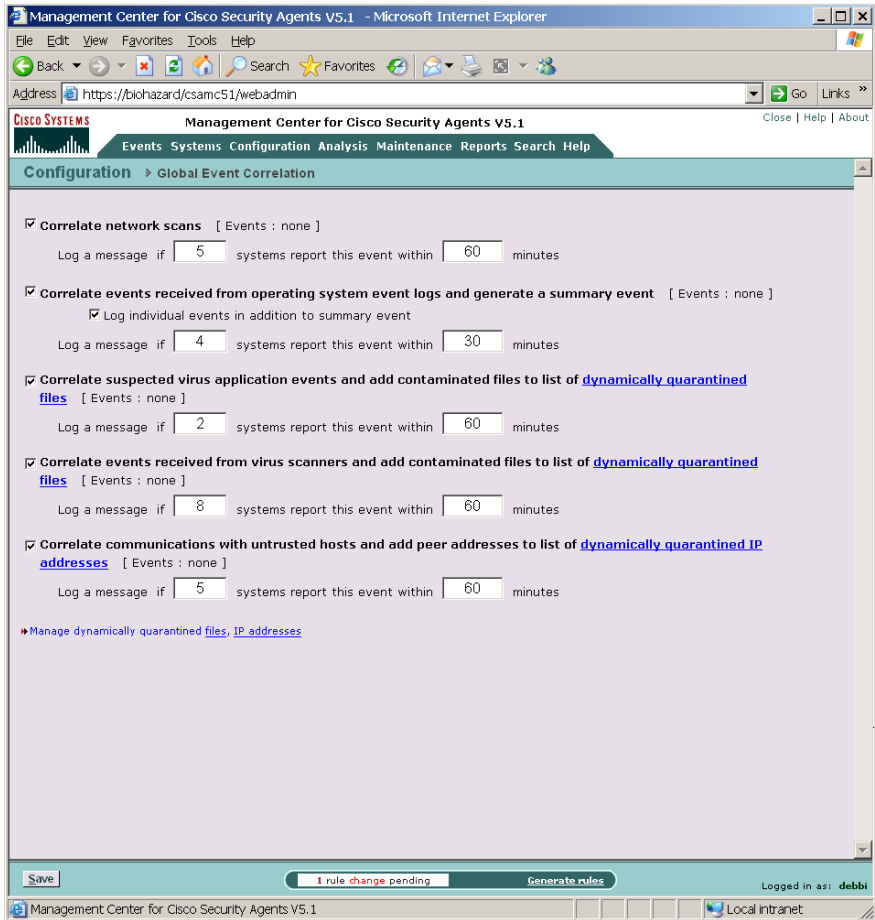 Management Center for Cisco Security Agents V5.1 - Microsoft Internet Explorer
File Edit View Favorites Tools Help
Back Search Favorites
Address https://biohazard/csamc51/webadmin Go Links »
CISCO SYSTEMS Management Center for Cisco Security Agents V5.1 Close | Help | About
Events Systems Configuration Analysis Maintenance Reports Search Help
Configuration Global Event Correlation
Correlate network scans [ Events : none ]
Log a message if 5 systems report this event within 60 minutes
Correlate events received from operating system event logs and generate a summary event [ Events : none ]
Log individual events in addition to summary event
Log a message if 4 systems report this event within 30 minutes
Correlate suspected virus application events and add contaminated files to list of dynamically quarantined
files [ Events : none ]
Log a message if 2 systems report this event within 60 minutes
Correlate events received from virus scanners and add contaminated files to list of dynamically quarantined
files [ Events : none ]
Log a message if 8 systems report this event within 60 minutes
Correlate communications with untrusted hosts and add peer addresses to list of dynamically quarantined IP
addresses [ Events : none ]
Log a message if 5 systems report this event within 60 minutes
Manage dynamically quarantined files, IP addresses
Save 1 rule change pending Generate rules Logged in as: debbi
Management Center for Cisco Security Agents V5.1 Local intranet